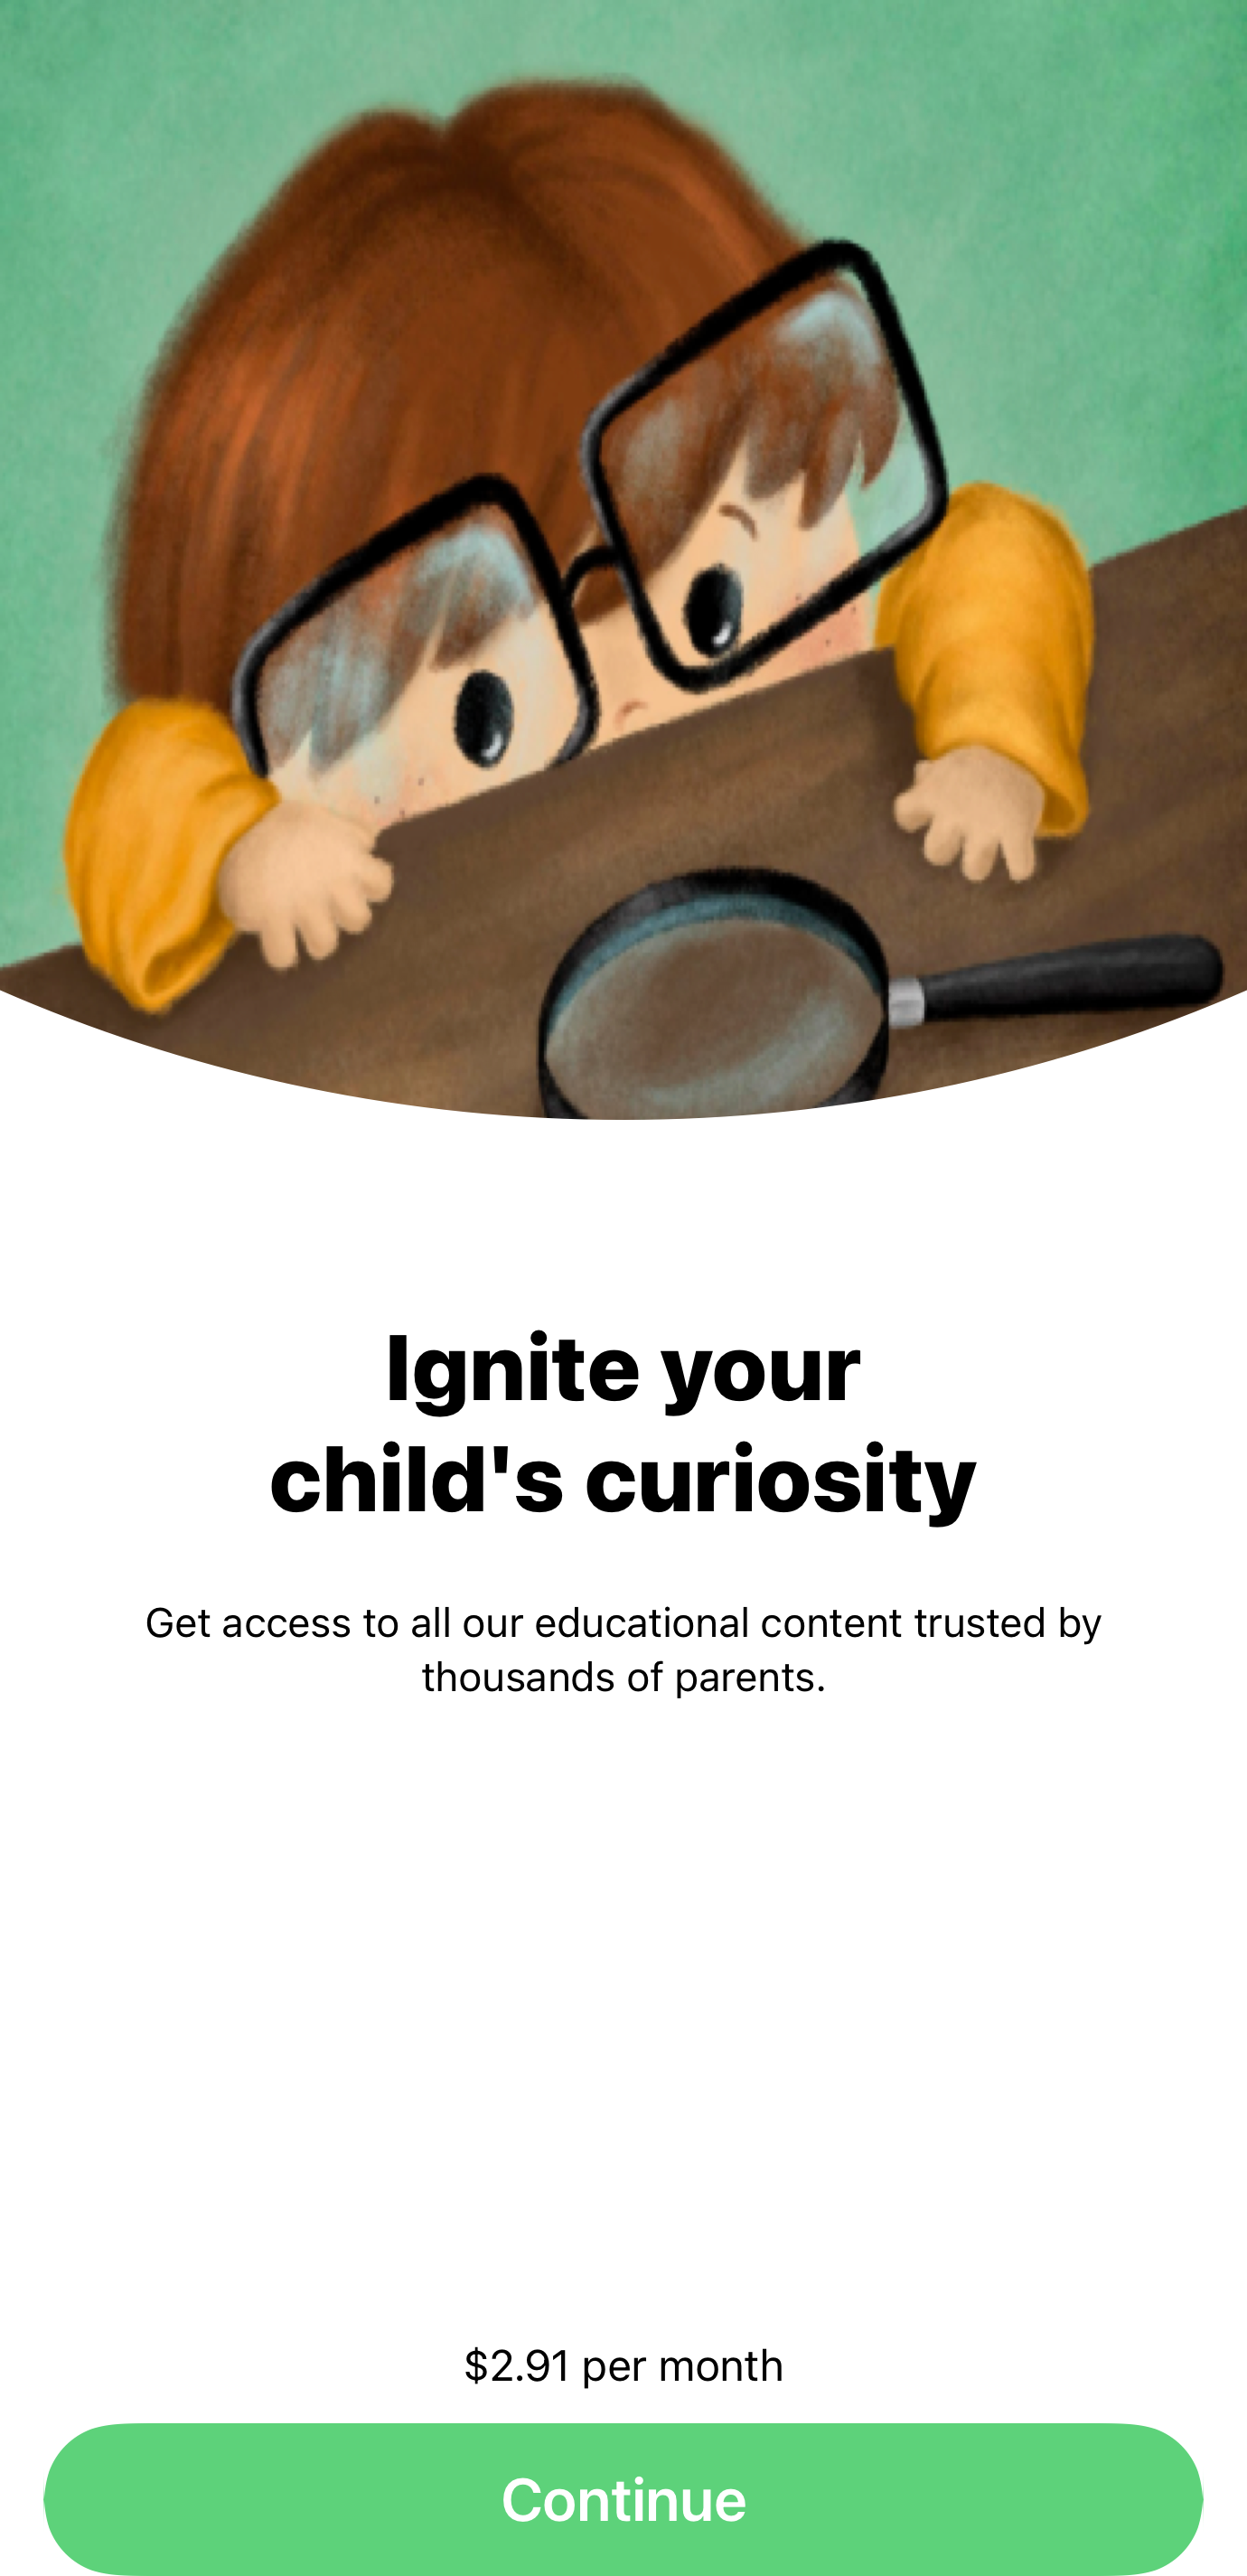 Ignite your
child's curiosity
Get access to all our educational content trusted by
thousands of parents.
$2.91 per month
Continue